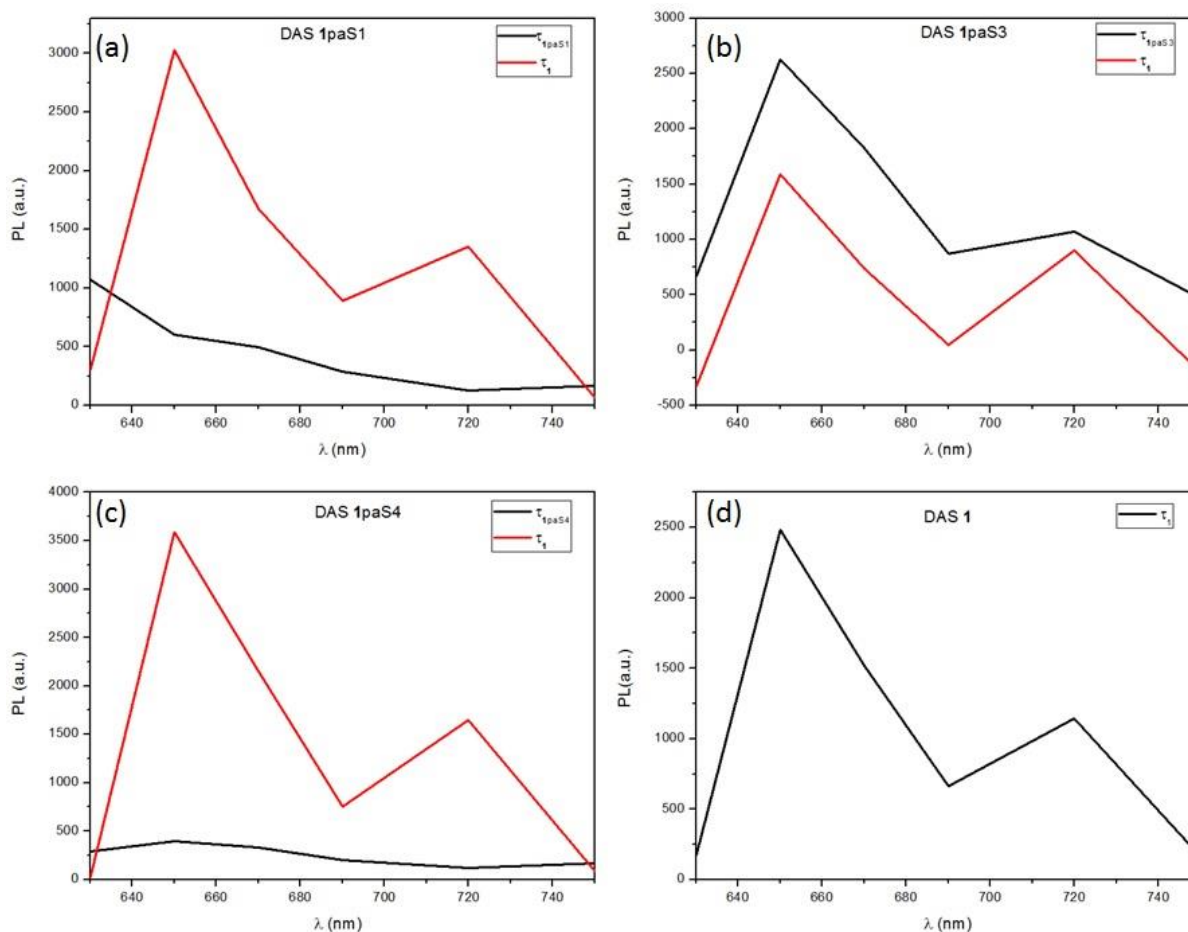 (a)
DAS 1paS1
τ1paS1
τ1
3000
2500
2000
1500
1000
500
0
PL (a.u.)
640 660 680 700 720 740
λ (nm)
(b)
DAS 1paS3
τ1paS3
τ1
3000
2500
2000
1500
1000
500
0
-500
PL (a.u.)
640 660 680 700 720 740
λ (nm)
(c)
DAS 1paS4
τ1paS4
τ1
4000
3500
3000
2500
2000
1500
1000
500
0
PL (a.u.)
640 660 680 700 720 740
λ (nm)
(d)
DAS 1
τ1
2500
2000
1500
1000
500
0
PL(a.u.)
640 660 680 700 720 740
λ (nm)